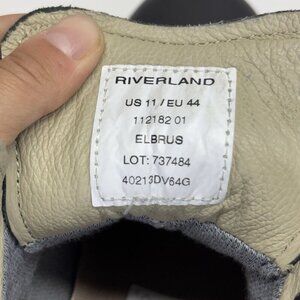 RIVERLAND
US 11 / EU 44
112182 01
ELBRUS
LOT: 737484
40213DV64G